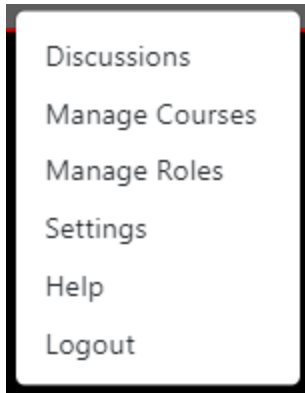 Discussions
Manage Courses
Manage Roles
Settings
Help
Logout